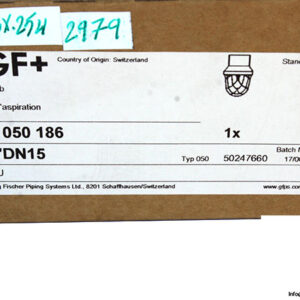 2979
GF+
Country of Origin: Switzerland
Stand
b
'aspiration
050 186
1x
DN15
Typ 050
50247660
Batch
17/0
U
Fischer Piping Systems Ltd., 8201 Schaffhausen/Switzerland
www.gfps
Info